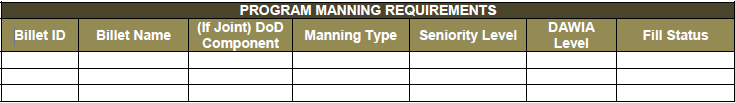 PROGRAM MANNING REQUIREMENTS
Billet ID Billet Name (If Joint) DoD Component Manning Type Seniority Level DAWIA Level Fill Status